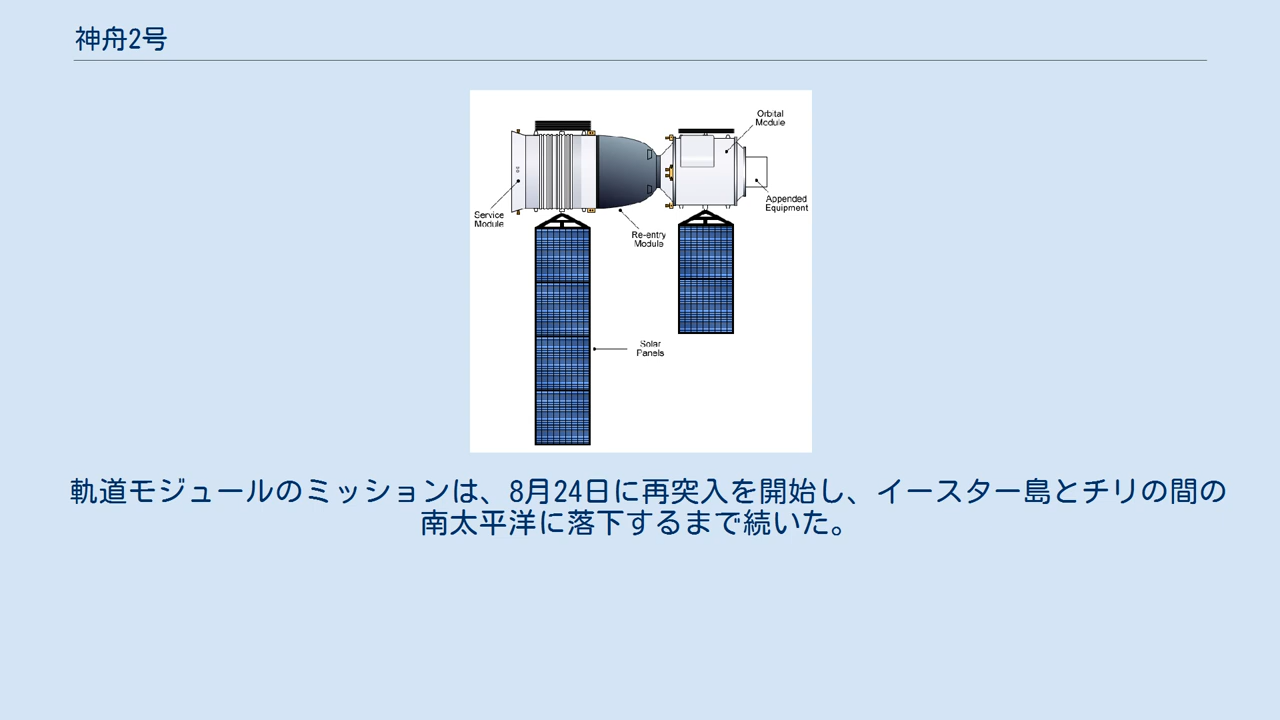 神舟2号
Orbital
Module
Appended
Equipment
Service
Module
Re-entry
Module
Solar
Panels
軌道モジュールのミッションは、8月24日に再突入を開始し、イースター島とチリの間の
南太平洋に落下するまで続いた。